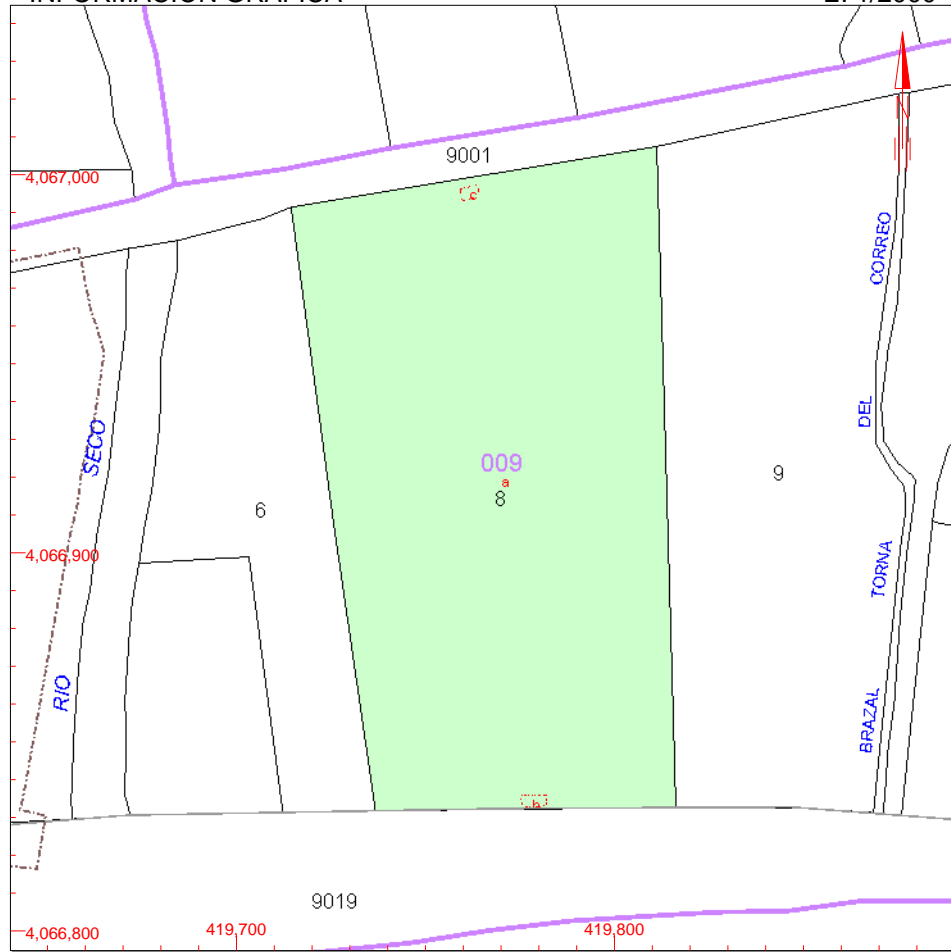 9001
c
4,067,000
CORREO
DEL
SECO
009
a
8
9
6
4,066,900
TORNA
RIO
BRAZAL
b
9019
4,066,800
419,700
419,800